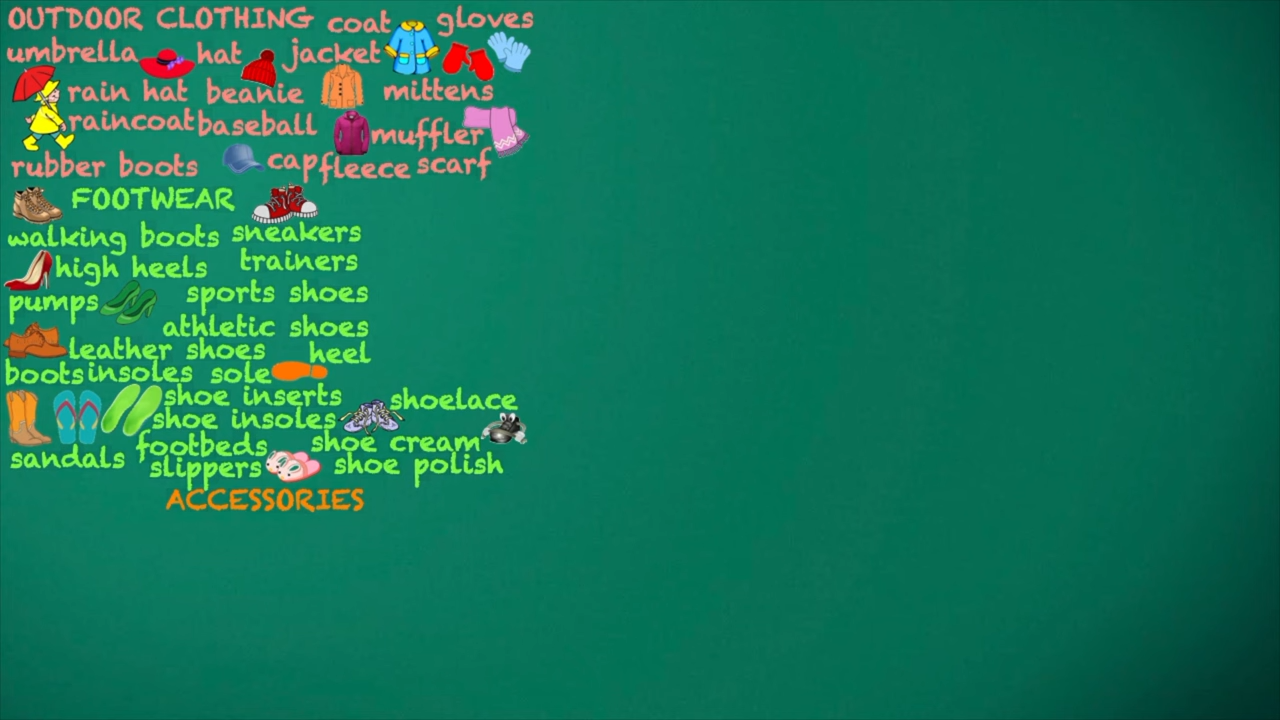 OUTDOOR CLOTHING coat gloves
umbrella hat jacket
rain hat beanie mittens
raincoat baseball muffler
rubber boots cap fleece scarf
FOOTWEAR
walking boots sneakers
high heels trainers
pumps sports shoes
athletic shoes
leather shoes heel
boots insoles sole
shoe inserts shoelace
shoe insoles
footbeds shoe cream
sandals slippers shoe polish
ACCESSORIES